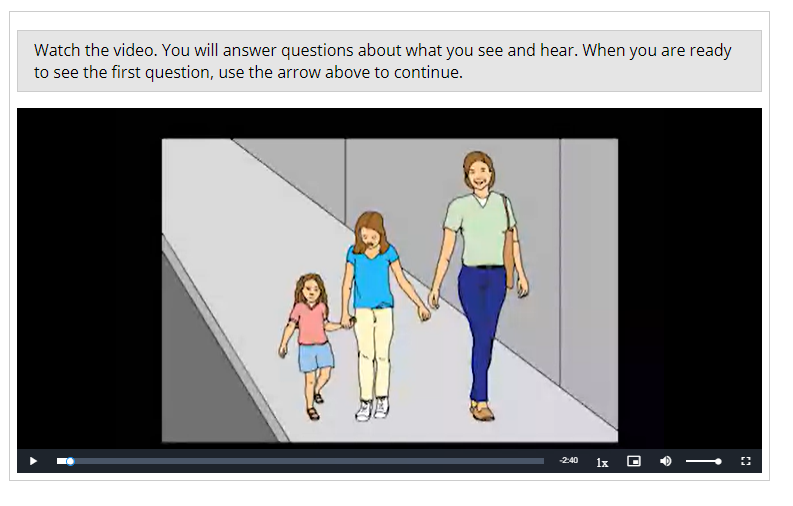 Watch the video. You will answer questions about what you see and hear. When you are ready
to see the first question, use the arrow above to continue.
-2:40
1x